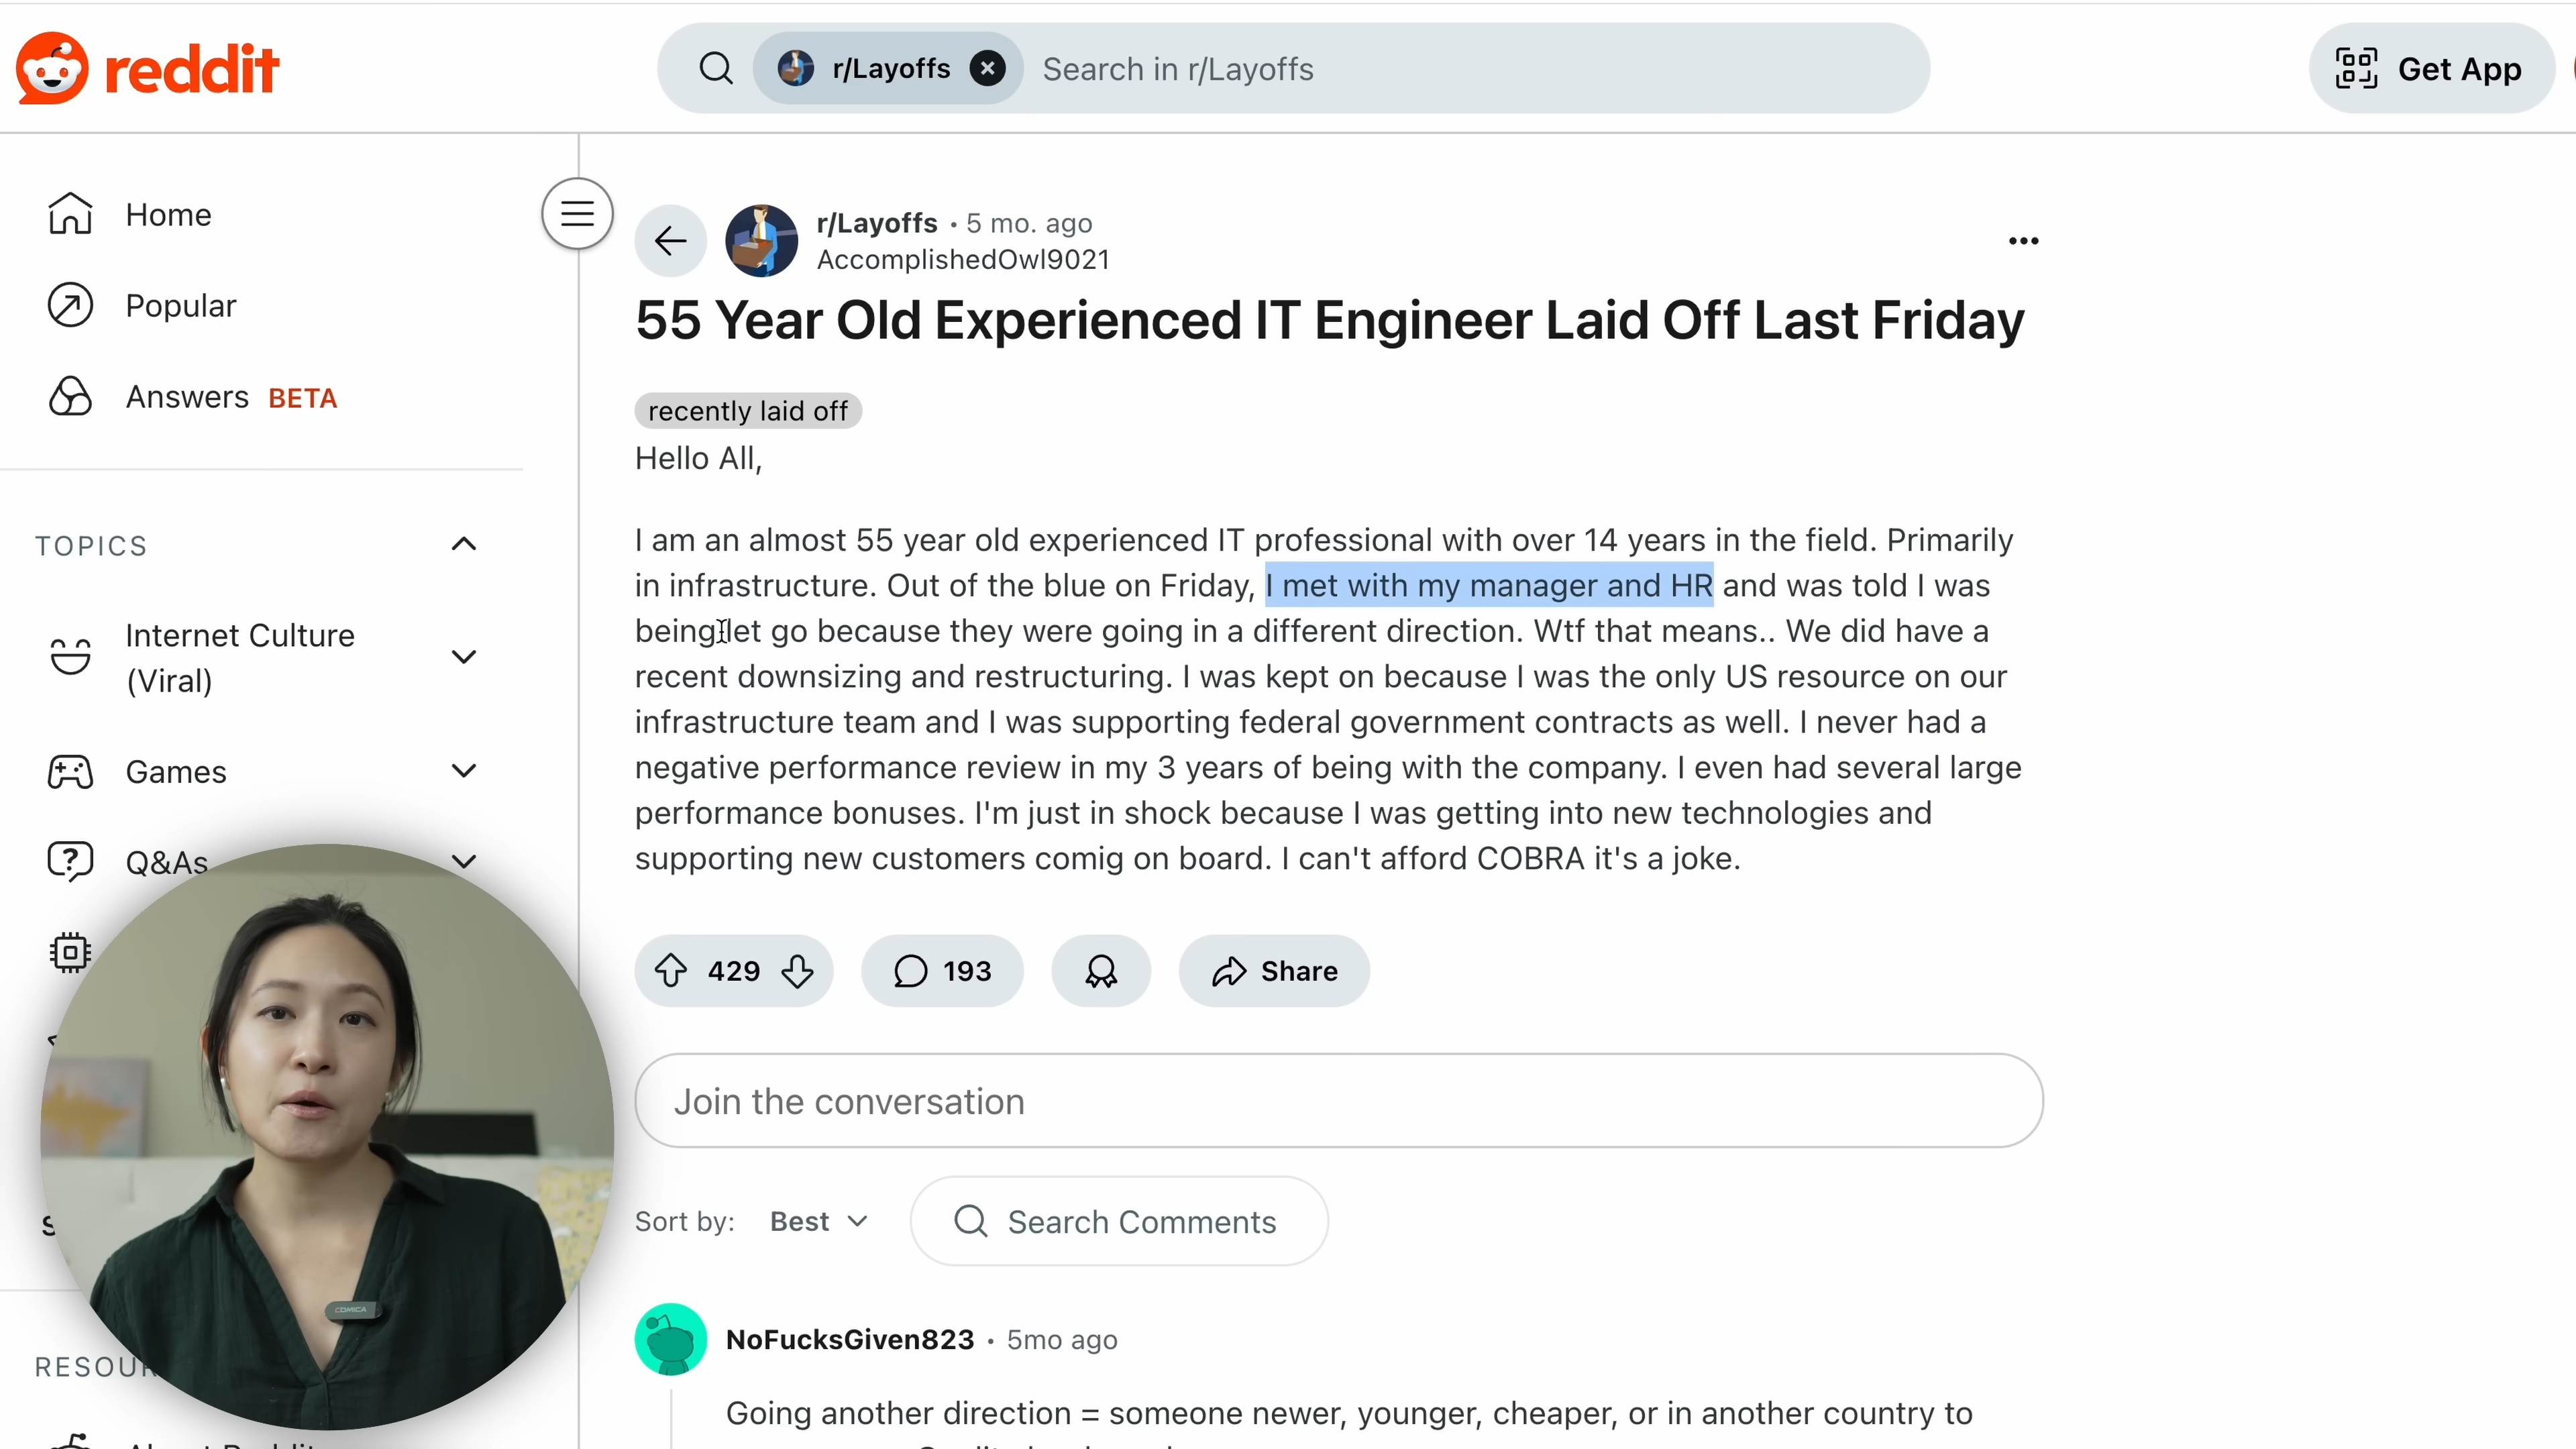 reddit
r/Layoffs
Search in r/Layoffs
Get App
Home
Popular
Answers BETA
TOPICS
Internet Culture
(Viral)
Games
Q&As
RESOU
r/Layoffs • 5 mo. ago
AccomplishedOwl9021
55 Year Old Experienced IT Engineer Laid Off Last Friday
recently laid off
Hello All,
I am an almost 55 year old experienced IT professional with over 14 years in the field. Primarily
in infrastructure. Out of the blue on Friday, I met with my manager and HR and was told I was
being let go because they were going in a different direction. Wtf that means.. We did have a
recent downsizing and restructuring. I was kept on because I was the only US resource on our
infrastructure team and I was supporting federal government contracts as well. I never had a
negative performance review in my 3 years of being with the company. I even had several large
performance bonuses. I'm just in shock because I was getting into new technologies and
supporting new customers comig on board. I can't afford COBRA it's a joke.
429
193
Share
Join the conversation
Sort by: Best
Search Comments
NoFucksGiven823 • 5mo ago
Going another direction = someone newer, younger, cheaper, or in another country to
COMICA